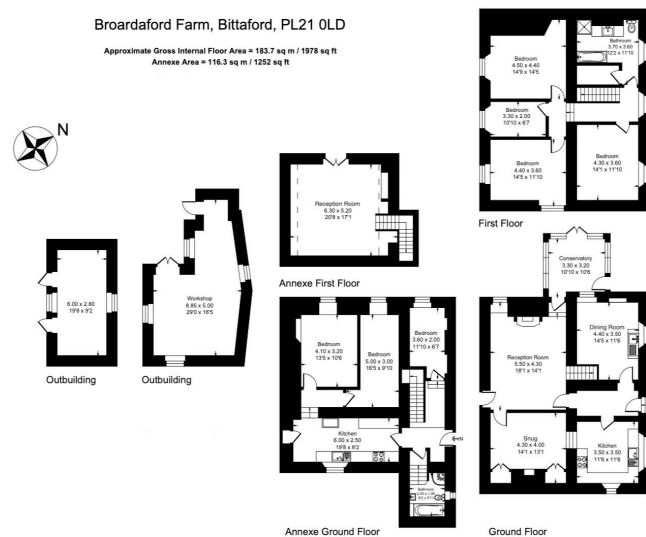 Broardaford Farm, Bittaford, PL21 0LD
Approximate Gross Internal Floor Area = 183.7 sq m / 1978 sq ft
Annexe Area = 116.3 sq m / 1252 sq ft
N
Bedroom
4.50 x 4.40
14'9 x 14'5
Bathroom
3.70 x 3.60
12'2 x 11'10
Bedroom
3.30 x 2.00
10'10 x 6'7
Bedroom
4.40 x 3.60
14'5 x 11'10
Bedroom
4.30 x 3.60
14'1 x 11'10
First Floor
Reception Room
6.30 x 5.20
20'8 x 17'1
Annexe First Floor
6.00 x 2.80
19'8 x 9'2
Outbuilding
Workshop
8.85 x 5.00
29'0 x 16'5
Outbuilding
Bedroom
4.10 x 3.20
13'5 x 10'6
Bedroom
5.00 x 3.00
16'5 x 9'10
Bedroom
3.60 x 2.00
11'10 x 6'7
Kitchen
6.00 x 2.50
19'8 x 8'2
IN
Bathroom
Annexe Ground Floor
Conservatory
3.30 x 3.20
10'10 x 10'6
Reception Room
5.50 x 4.30
18'1 x 14'1
Dining Room
4.40 x 3.50
14'5 x 11'6
Snug
4.30 x 4.00
14'1 x 13'1
Kitchen
3.50 x 3.50
11'6 x 11'6
Ground Floor